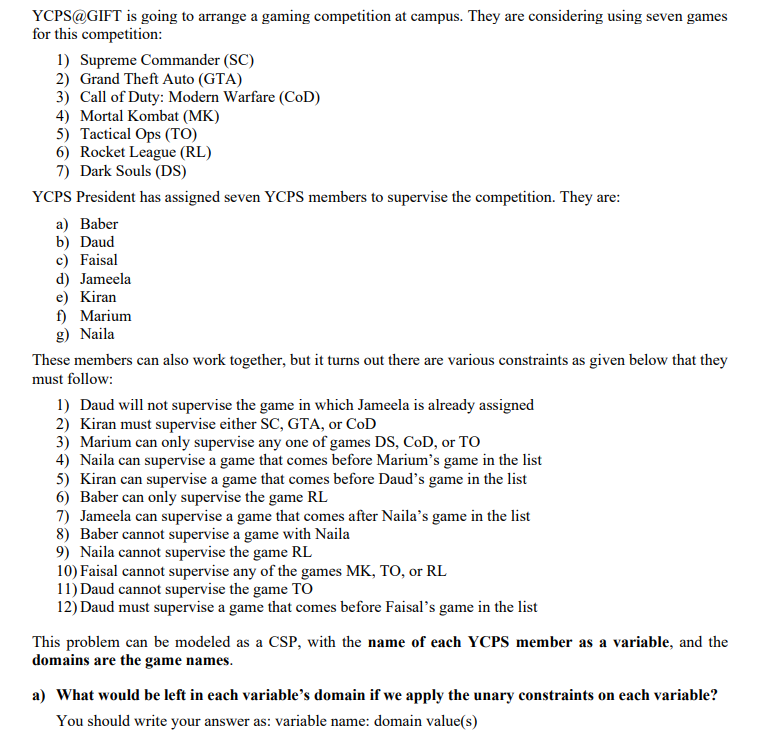 YCPS@GIFT is going to arrange a gaming competition at campus. They are considering using seven games
for this competition:
1) Supreme Commander (SC)
2) Grand Theft Auto (GTA)
3) Call of Duty: Modern Warfare (CoD)
4) Mortal Kombat (MK)
5) Tactical Ops (TO)
6) Rocket League (RL)
7) Dark Souls (DS)
YCPS President has assigned seven YCPS members to supervise the competition. They are:
a) Baber
b) Daud
c) Faisal
d) Jameela
e) Kiran
f) Marium
g) Naila
These members can also work together, but it turns out there are various constraints as given below that they
must follow:
1) Daud will not supervise the game in which Jameela is already assigned
2) Kiran must supervise either SC, GTA, or CoD
3) Marium can only supervise any one of games DS, CoD, or TO
4) Naila can supervise a game that comes before Marium's game in the list
5) Kiran can supervise a game that comes before Daud's game in the list
6) Baber can only supervise the game RL
7) Jameela can supervise a game that comes after Naila's game in the list
8) Baber cannot supervise a game with Naila
9) Naila cannot supervise the game RL
10) Faisal cannot supervise any of the games MK, TO, or RL
11) Daud cannot supervise the game TO
12) Daud must supervise a game that comes before Faisal's game in the list
This problem can be modeled as a CSP, with the name of each YCPS member as a variable, and the
domains are the game names.
a) What would be left in each variable's domain if we apply the unary constraints on each variable?
You should write your answer as: variable name: domain value(s)